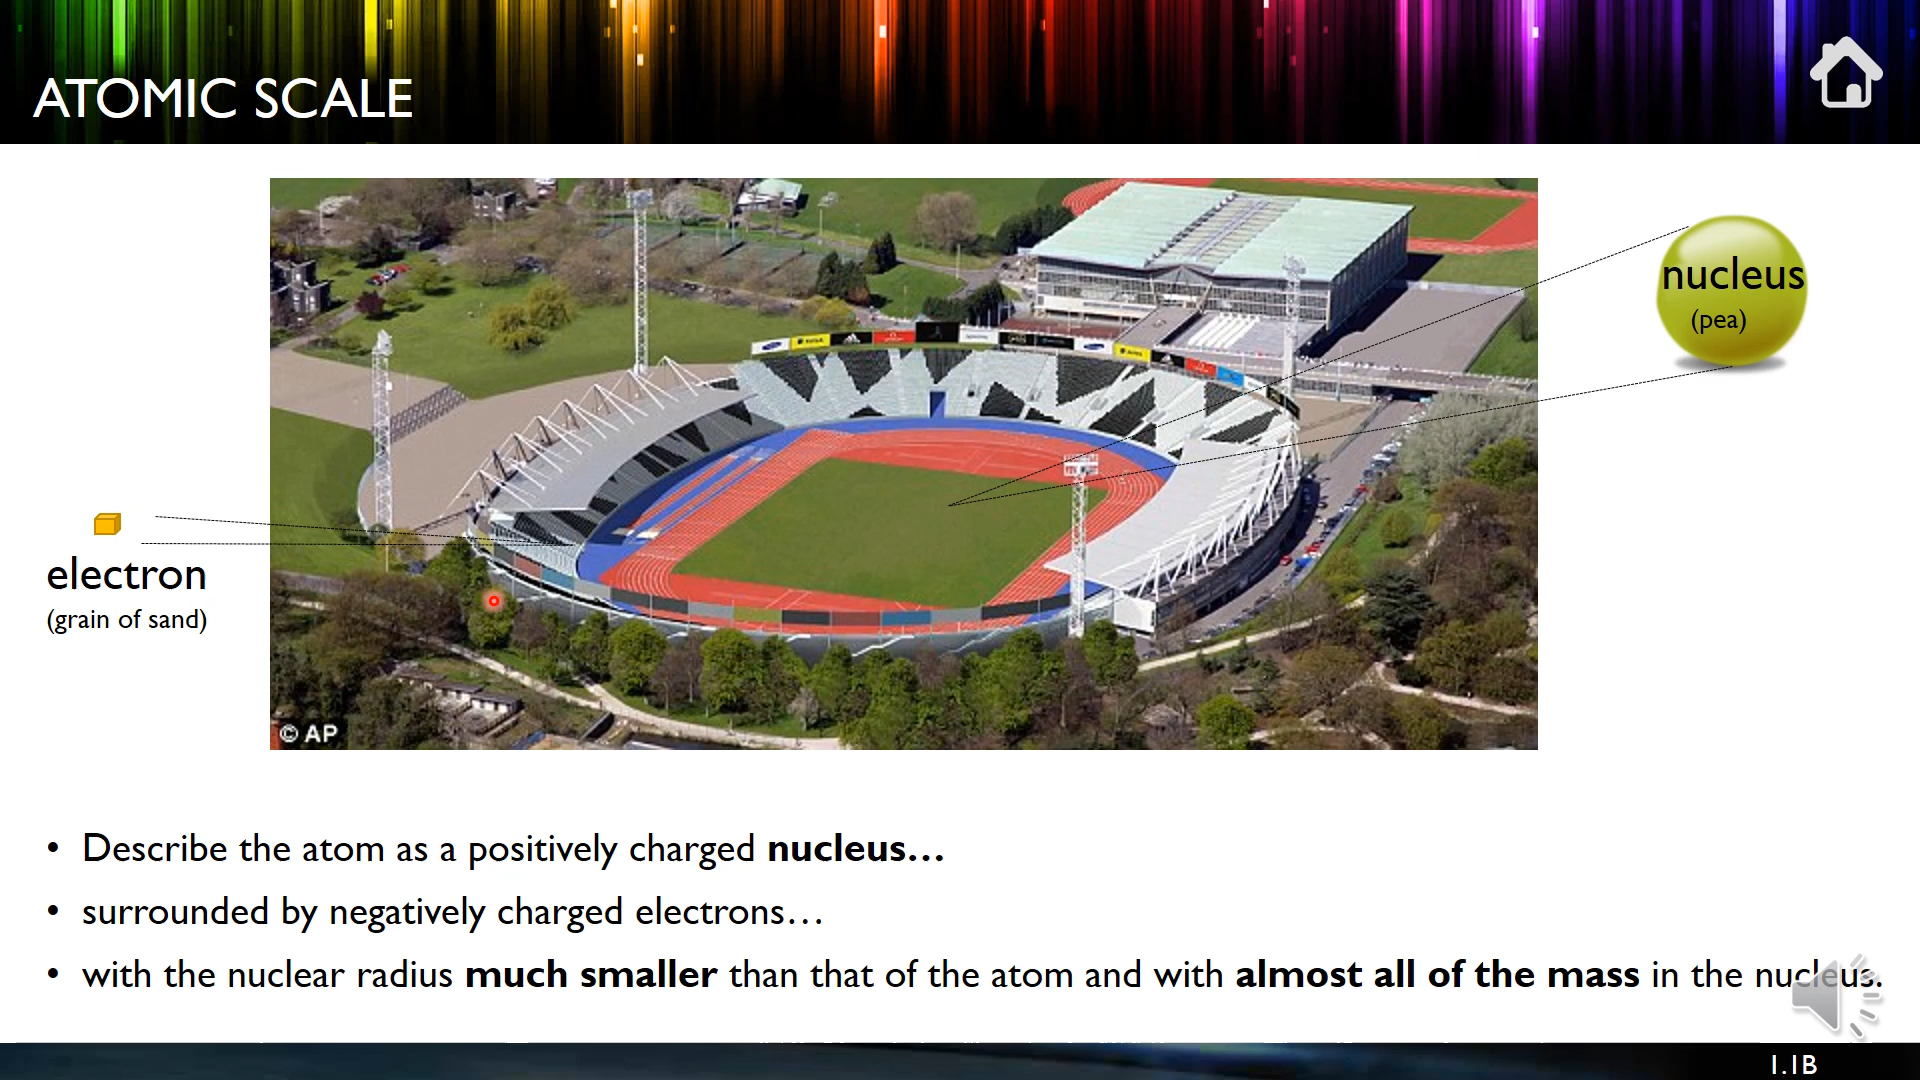 ATOMIC SCALE
nucleus
(pea)
electron
(grain of sand)
© AP
• Describe the atom as a positively charged nucleus…
• surrounded by negatively charged electrons…
• with the nuclear radius much smaller than that of the atom and with almost all of the mass in the nucleus.
1.1B